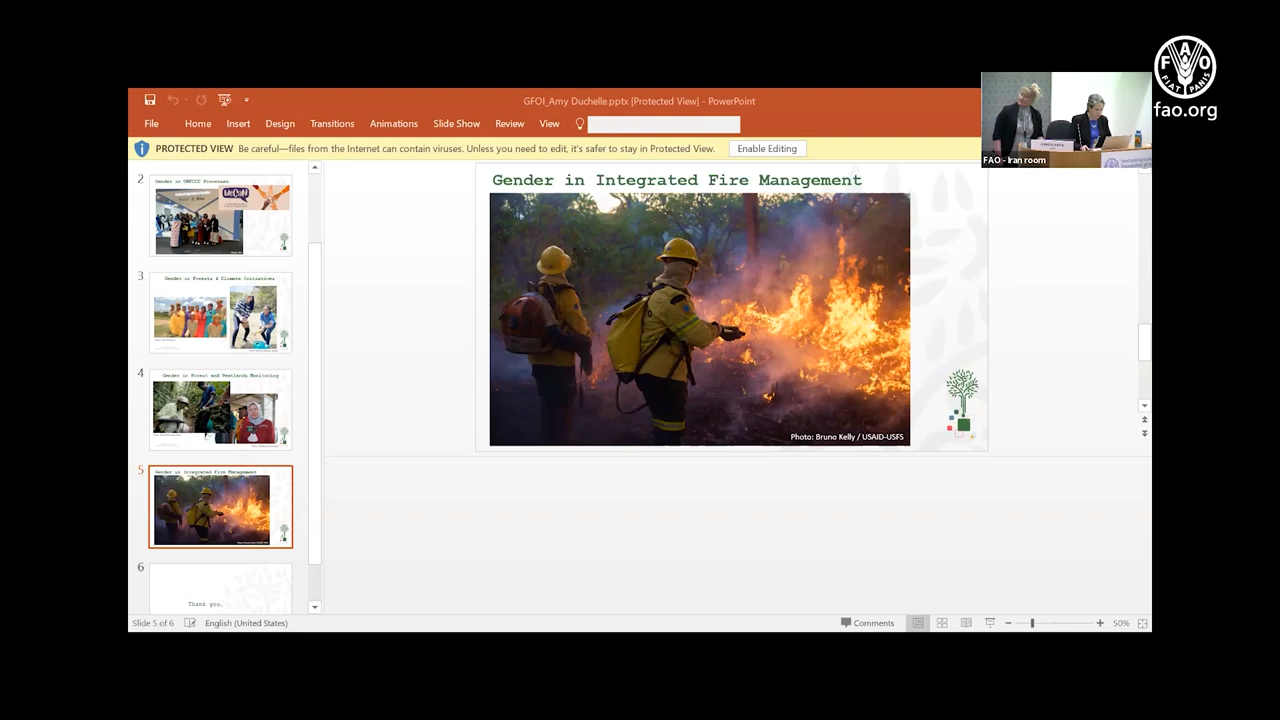 FAO
FIAT PANIS
fao.org
GFOI_Amy Duchelle.pptx [Protected View] - PowerPoint
File Home Insert Design Transitions Animations Slide Show Review View
PROTECTED VIEW Be careful—files from the Internet can contain viruses. Unless you need to edit, it's safer to stay in Protected View. Enable Editing
FAO - Iran room
2
Gender in UNFCCC Processes
WeCaN
3
Gender in Forests & Climate Initiatives
4
Gender in Forest and Peatlands Monitoring
5
Gender in Integrated Fire Management
6
Thank you.
Gender in Integrated Fire Management
Photo: Bruno Kelly / USAID-USFS
Slide 5 of 6 English (United States) Comments 50%